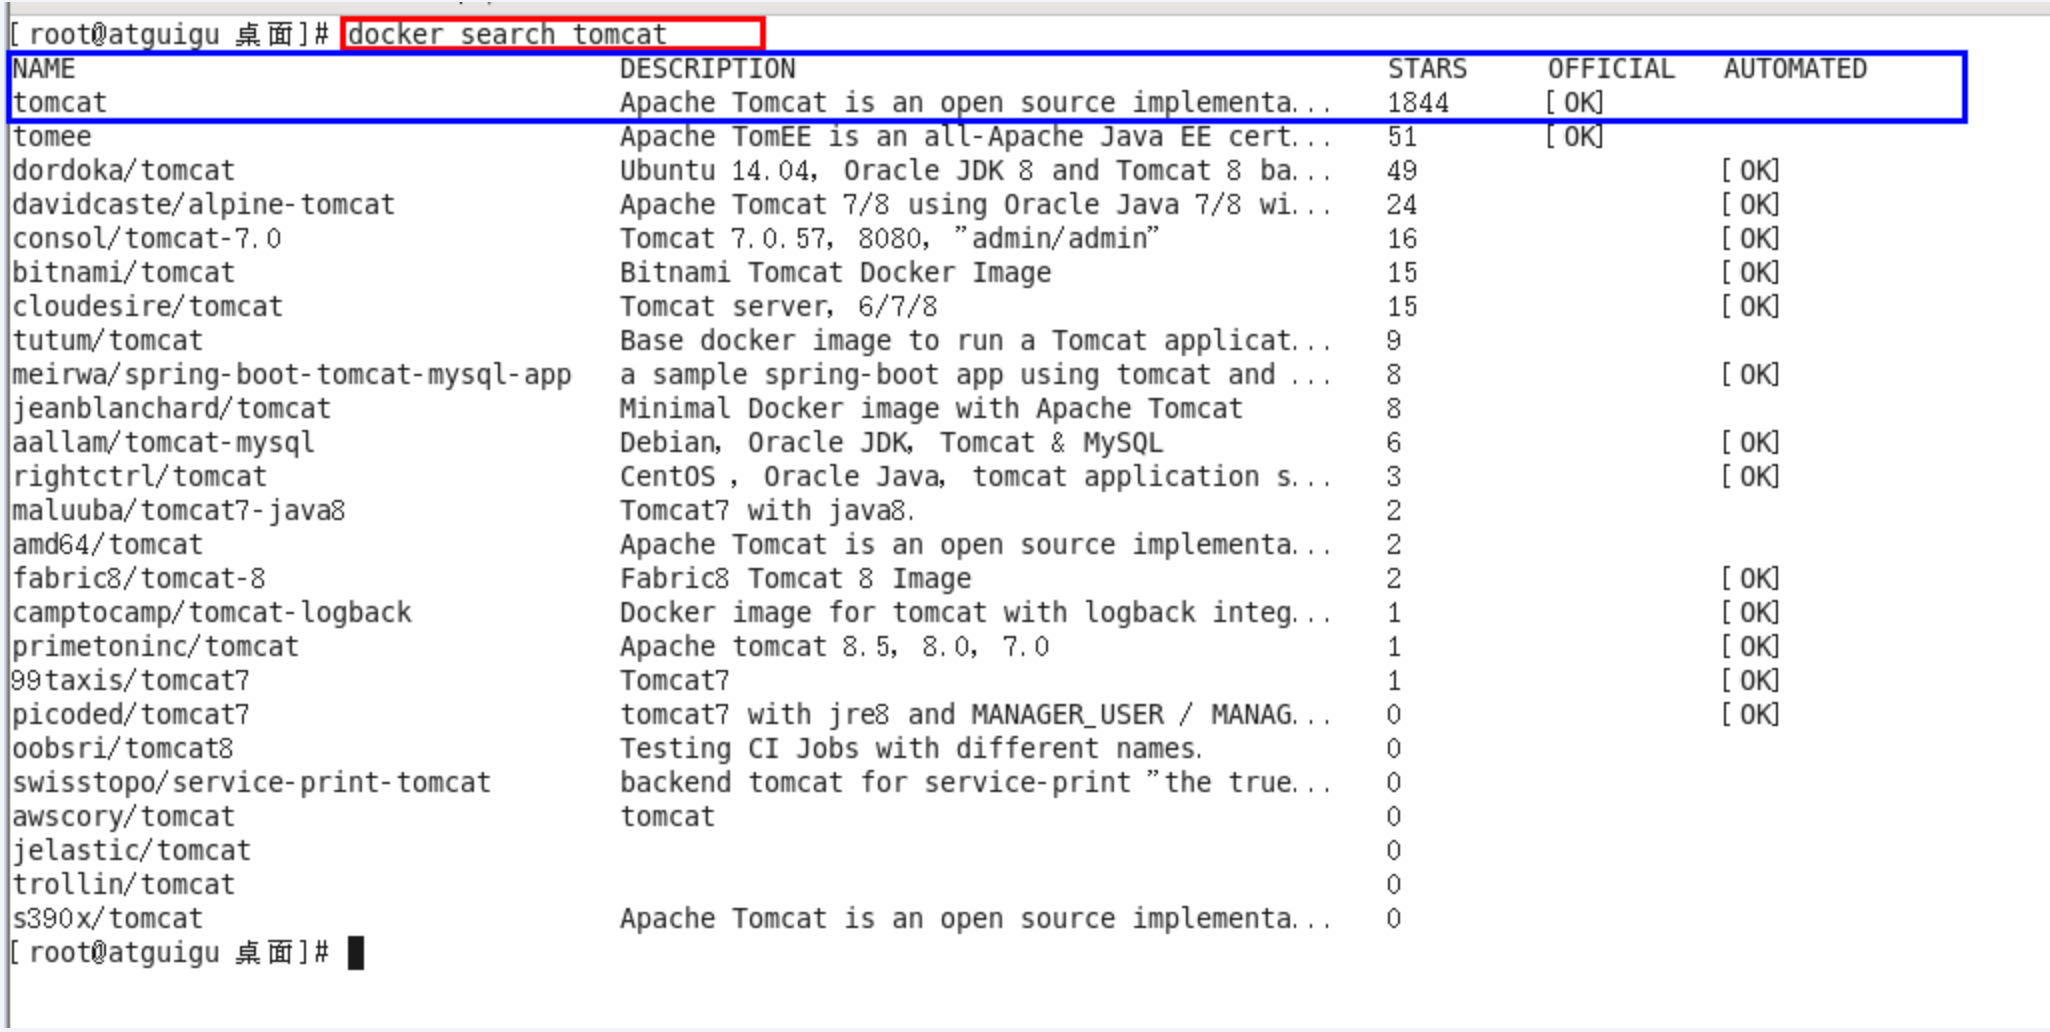 [root@atguigu 桌面]# docker search tomcat
NAME DESCRIPTION STARS OFFICIAL AUTOMATED
tomcat Apache Tomcat is an open source implementa... 1844 [OK]
tomee Apache TomEE is an all-Apache Java EE cert... 51 [OK]
dordoka/tomcat Ubuntu 14.04, Oracle JDK 8 and Tomcat 8 ba... 49 [OK]
davidcaste/alpine-tomcat Apache Tomcat 7/8 using Oracle Java 7/8 wi... 24 [OK]
consol/tomcat-7.0 Tomcat 7.0.57, 8080, "admin/admin" 16 [OK]
bitnami/tomcat Bitnami Tomcat Docker Image 15 [OK]
cloudesire/tomcat Tomcat server, 6/7/8 15 [OK]
tutum/tomcat Base docker image to run a Tomcat applicat... 9
meirwa/spring-boot-tomcat-mysql-app a sample spring-boot app using tomcat and ... 8 [OK]
jeanblanchard/tomcat Minimal Docker image with Apache Tomcat 8
aallam/tomcat-mysql Debian, Oracle JDK, Tomcat & MySQL 6 [OK]
rightctrl/tomcat CentOS , Oracle Java, tomcat application s... 3 [OK]
maluuba/tomcat7-java8 Tomcat7 with java8. 2
amd64/tomcat Apache Tomcat is an open source implementa... 2
fabric8/tomcat-8 Fabric8 Tomcat 8 Image 2 [OK]
camptocamp/tomcat-logback Docker image for tomcat with logback integ... 1 [OK]
primetoninc/tomcat Apache tomcat 8.5, 8.0, 7.0 1 [OK]
99taxis/tomcat7 Tomcat7 1 [OK]
picoded/tomcat7 tomcat7 with jre8 and MANAGER_USER / MANAG... 0 [OK]
oobsri/tomcat8 Testing CI Jobs with different names. 0
swisstopo/service-print-tomcat backend tomcat for service-print "the true... 0
awscory/tomcat tomcat 0
jelastic/tomcat 0
trollin/tomcat 0
s390x/tomcat Apache Tomcat is an open source implementa... 0
[root@atguigu 桌面]#